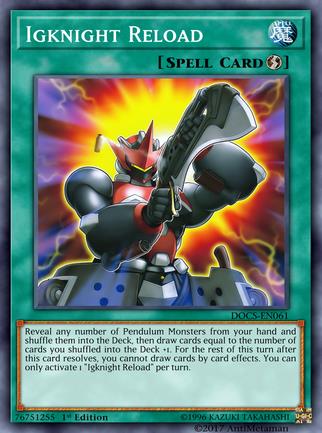 Igknight Reload
[Spell Card]
DOCS-EN061
Reveal any number of Pendulum Monsters from your hand and
shuffle them into the Deck, then draw cards equal to the number of
cards you shuffled into the Deck +1. For the rest of this turn after
this card resolves, you cannot draw cards by card effects. You can
only activate 1 "Igknight Reload" per turn.
76751255 1st Edition ©1996 KAZUKI TAKAHASHI
©2017 AntiMetaman